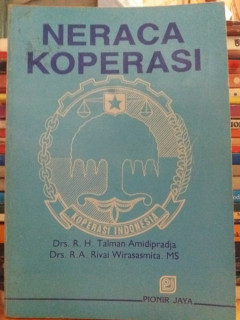 NERACA
KOPERASI
KOPERASI INDONESIA
Drs. R. H. Talman Amidipradja
Drs. R.A. Rivai Wirasasmita, MS
PIONIR JAYA